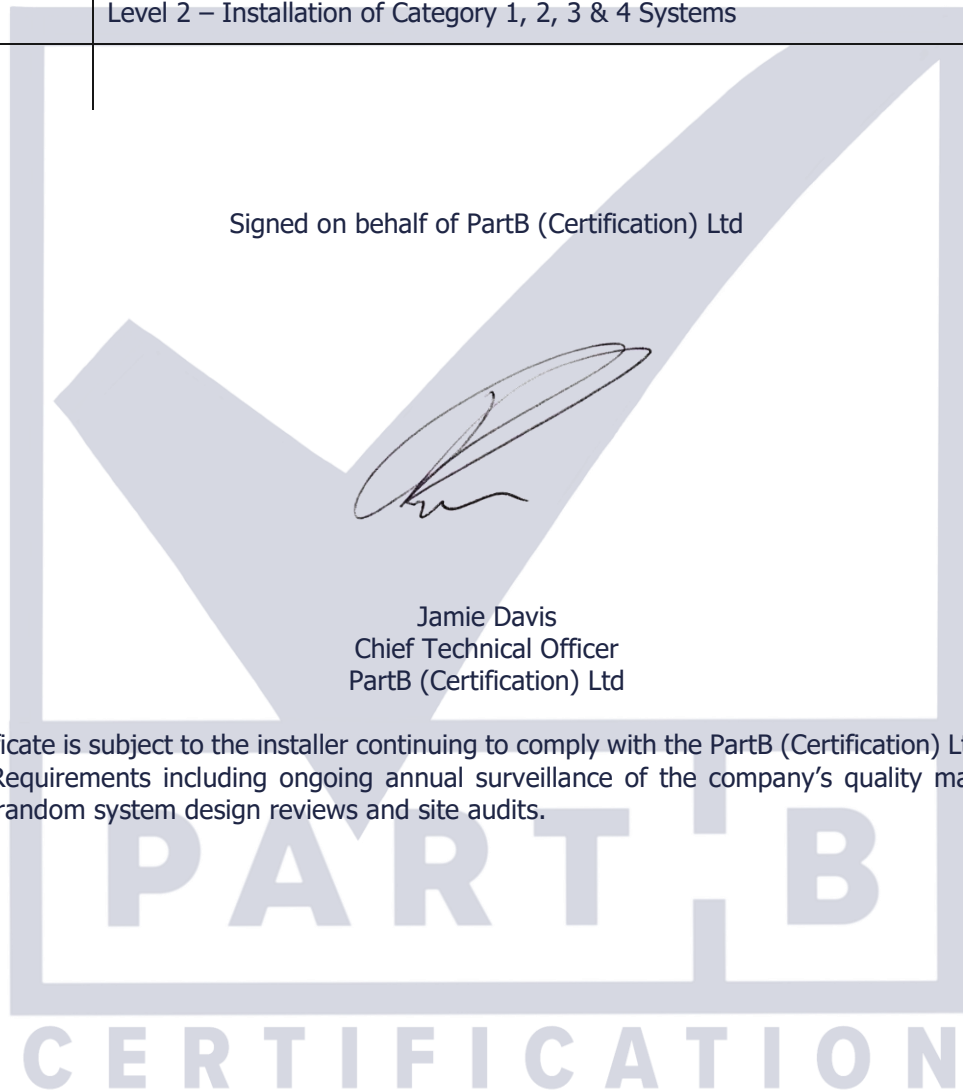 Level 2 – Installation of Category 1, 2, 3 & 4 Systems
Signed on behalf of PartB (Certification) Ltd
Jamie Davis
Chief Technical Officer
PartB (Certification) Ltd
ficate is subject to the installer continuing to comply with the PartB (Certification) Lt
Requirements including ongoing annual surveillance of the company’s quality ma
random system design reviews and site audits.
PART B
CERTIFICATION